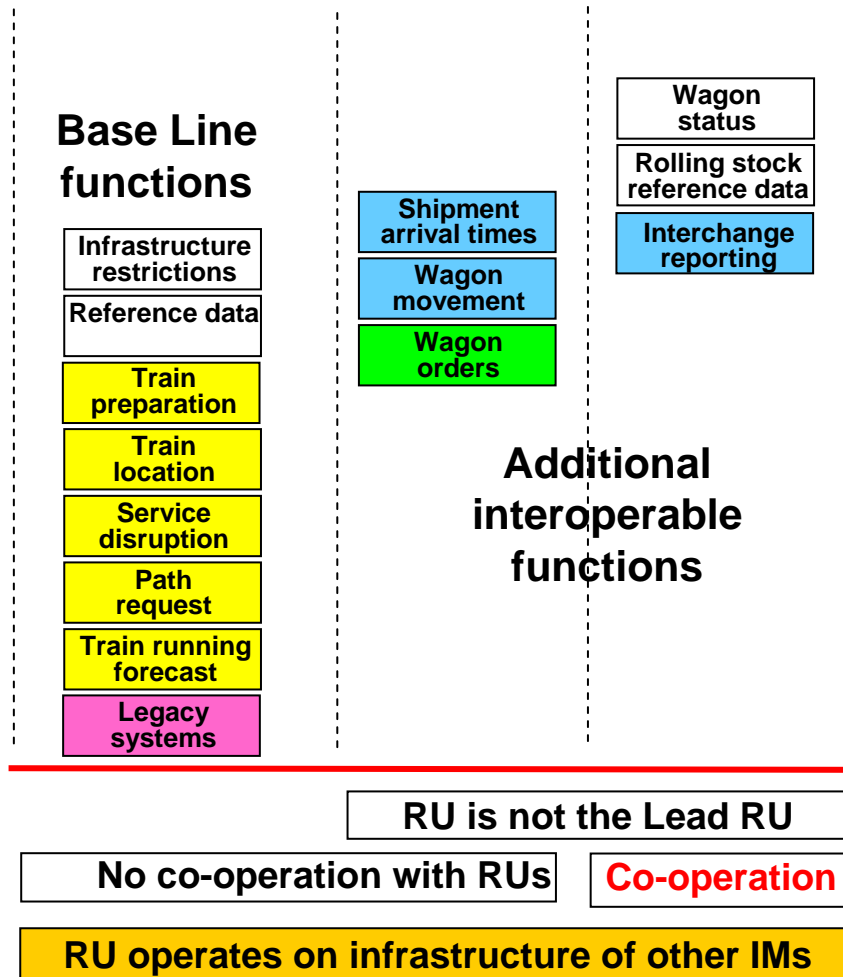 Base Line
functions
Infrastructure
restrictions
Reference data
Train
preparation
Train
location
Service
disruption
Path
request
Train running
forecast
Legacy
systems
Shipment
arrival times
Wagon
movement
Wagon
orders
Wagon
status
Rolling stock
reference data
Interchange
reporting
Additional
interoperable
functions
RU is not the Lead RU
No co-operation with RUs
Co-operation
RU operates on infrastructure of other IMs